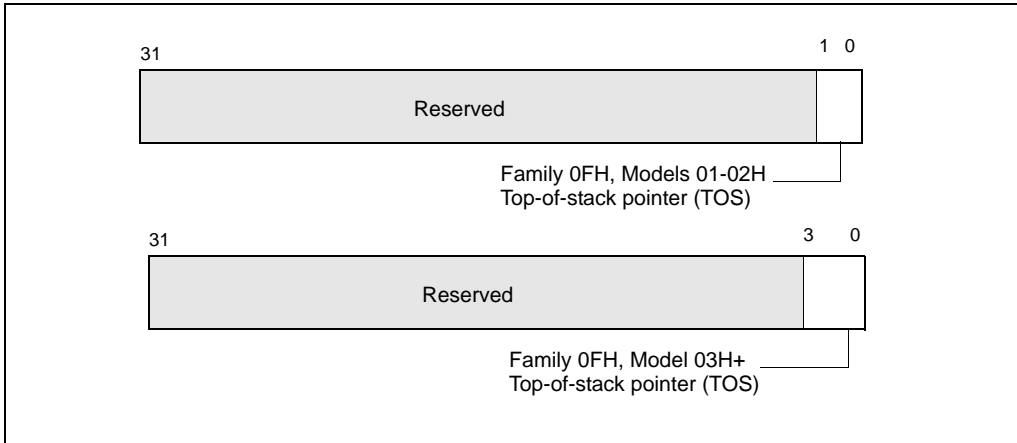 31
1 0
Reserved
Family 0FH, Models 01-02H
Top-of-stack pointer (TOS)
31
3 0
Reserved
Family 0FH, Model 03H+
Top-of-stack pointer (TOS)